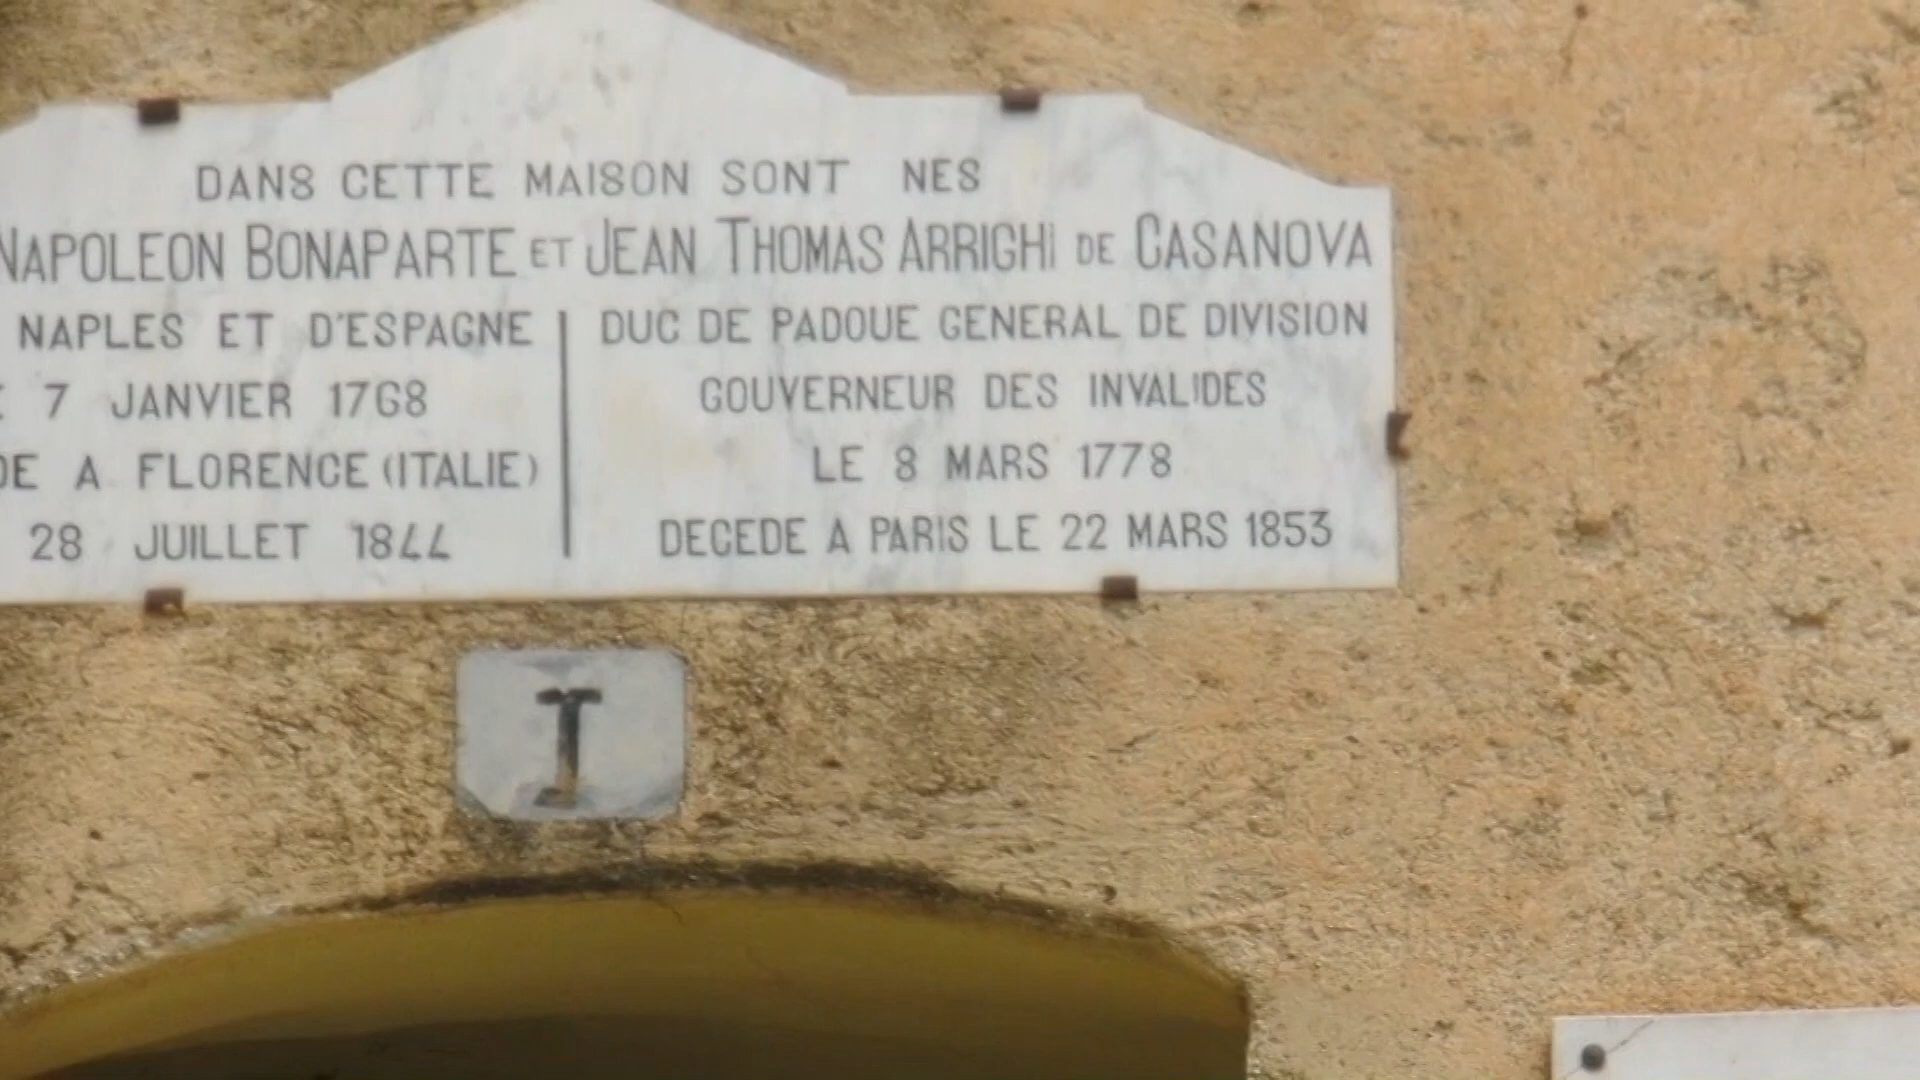 DANS CETTE MAISON SONT NES
NAPOLEON BONAPARTE ET JEAN THOMAS ARRIGHI DE CASANOVA
NAPLES ET D'ESPAGNE
DUC DE PADOUE GENERAL DE DIVISION
7 JANVIER 1768
GOUVERNEUR DES INVALIDES
A FLORENCE (ITALIE)
LE 8 MARS 1778
28 JUILLET 1844
DECEDE A PARIS LE 22 MARS 1853
I